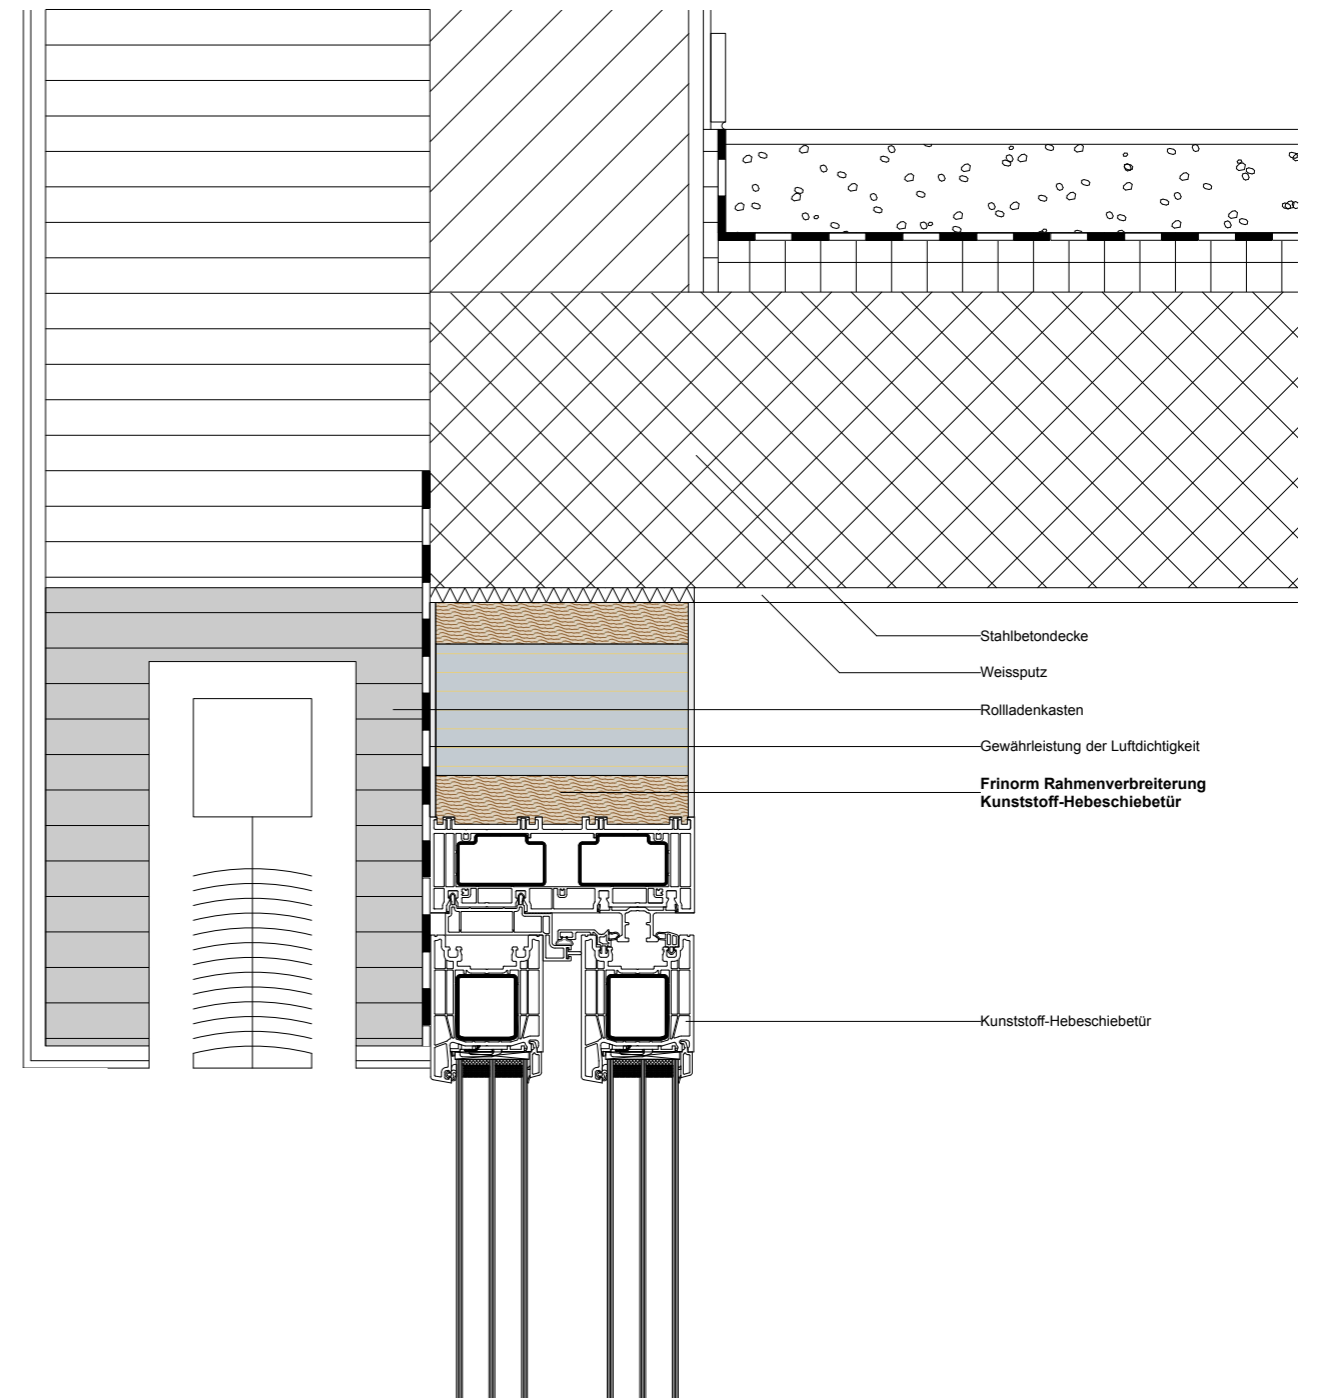 Stahlbetondecke
Weissputz
Rollladenkasten
Gewährleistung der Luftdichtigkeit
Frinorm Rahmenverbreiterung
Kunststoff-Hebeschiebetür
Kunststoff-Hebeschiebetür